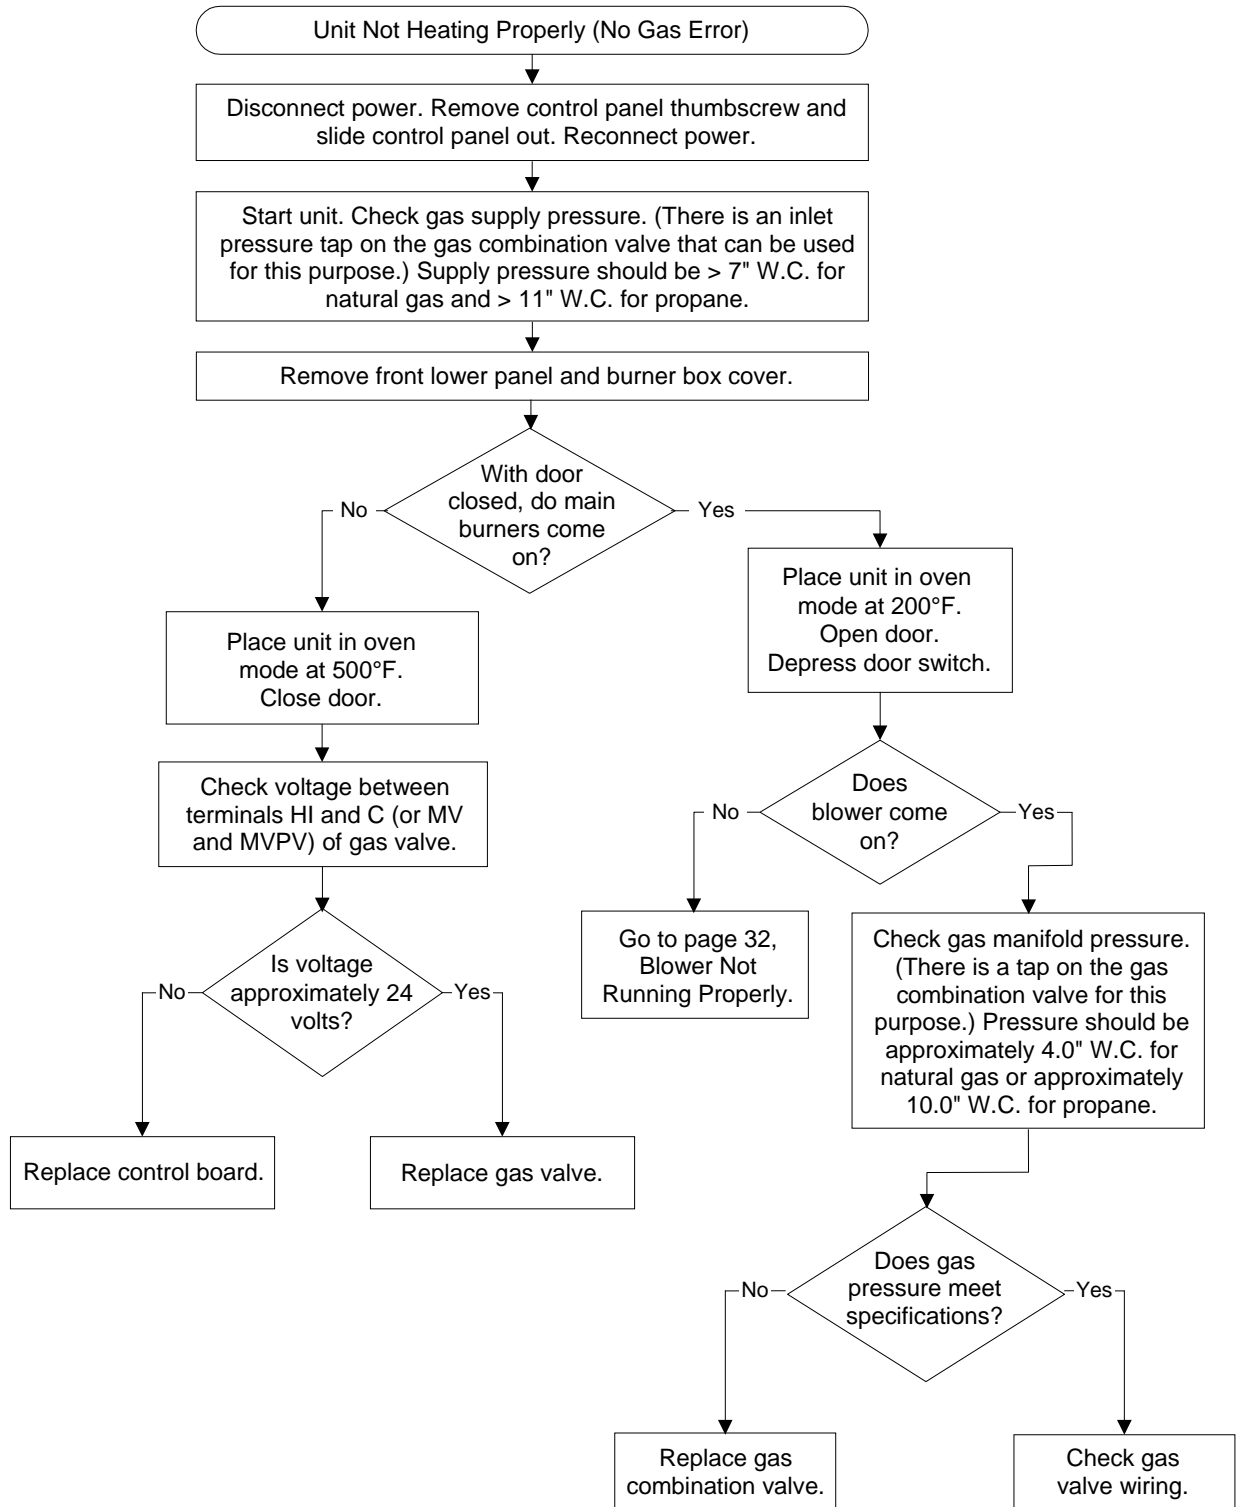 Unit Not Heating Properly (No Gas Error)
Disconnect power. Remove control panel thumbscrew and
slide control panel out. Reconnect power.
Start unit. Check gas supply pressure. (There is an inlet
pressure tap on the gas combination valve that can be used
for this purpose.) Supply pressure should be > 7" W.C. for
natural gas and > 11" W.C. for propane.
Remove front lower panel and burner box cover.
With door
closed, do main
burners come
on?
No
Yes
Place unit in oven
mode at 500°F.
Close door.
Check voltage between
terminals HI and C (or MV
and MVPV) of gas valve.
Is voltage
approximately 24
volts?
No
Yes
Replace control board.
Replace gas valve.
Place unit in oven
mode at 200°F.
Open door.
Depress door switch.
Does
blower come
on?
No
Yes
Go to page 32,
Blower Not
Running Properly.
Check gas manifold pressure.
(There is a tap on the gas
combination valve for this
purpose.) Pressure should be
approximately 4.0" W.C. for
natural gas or approximately
10.0" W.C. for propane.
Does gas
pressure meet
specifications?
No
Yes
Replace gas
combination valve.
Check gas
valve wiring.